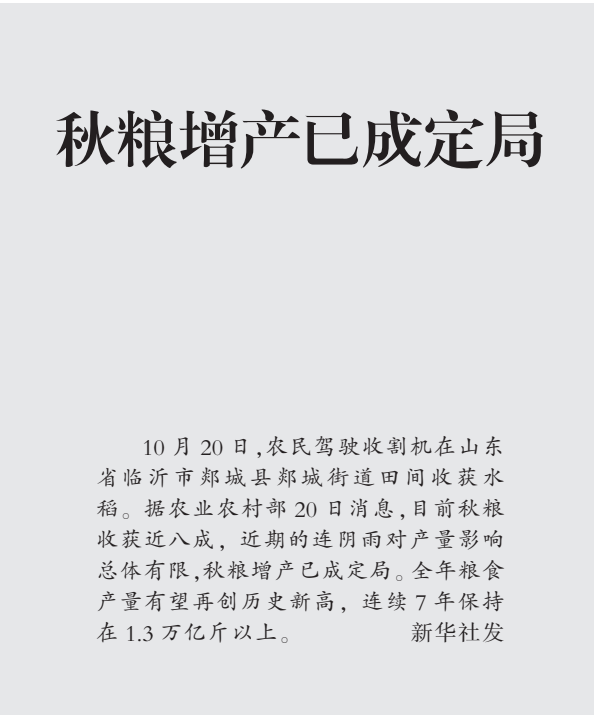 秋粮增产已成定局
10 月 20 日,农民驾驶收割机在山东
省临沂市郯城县郯城街道田间收获水
稻。据农业农村部 20 日消息,目前秋粮
收获近八成，近期的连阴雨对产量影响
总体有限,秋粮增产已成定局。全年粮食
产量有望再创历史新高，连续 7 年保持
在 1.3 万亿斤以上。 新华社发